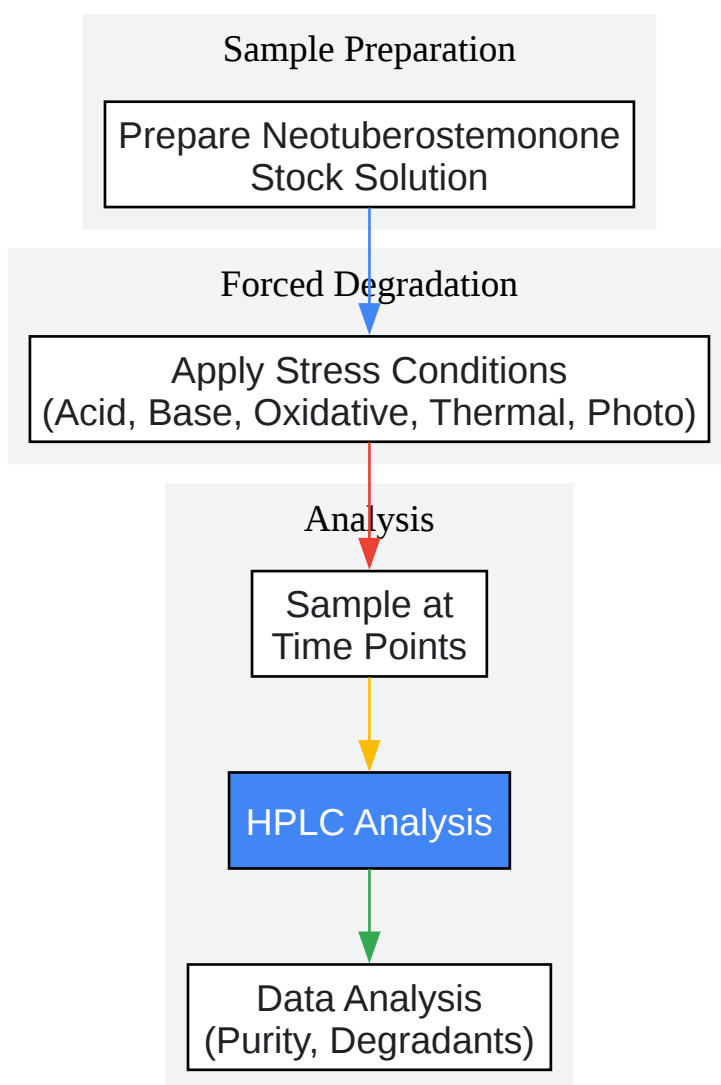 Sample Preparation
Prepare Neotuberostemonone
Stock Solution
Forced Degradation
Apply Stress Conditions
(Acid, Base, Oxidative, Thermal, Photo)
Analysis
Sample at
Time Points
HPLC Analysis
Data Analysis
(Purity, Degradants)